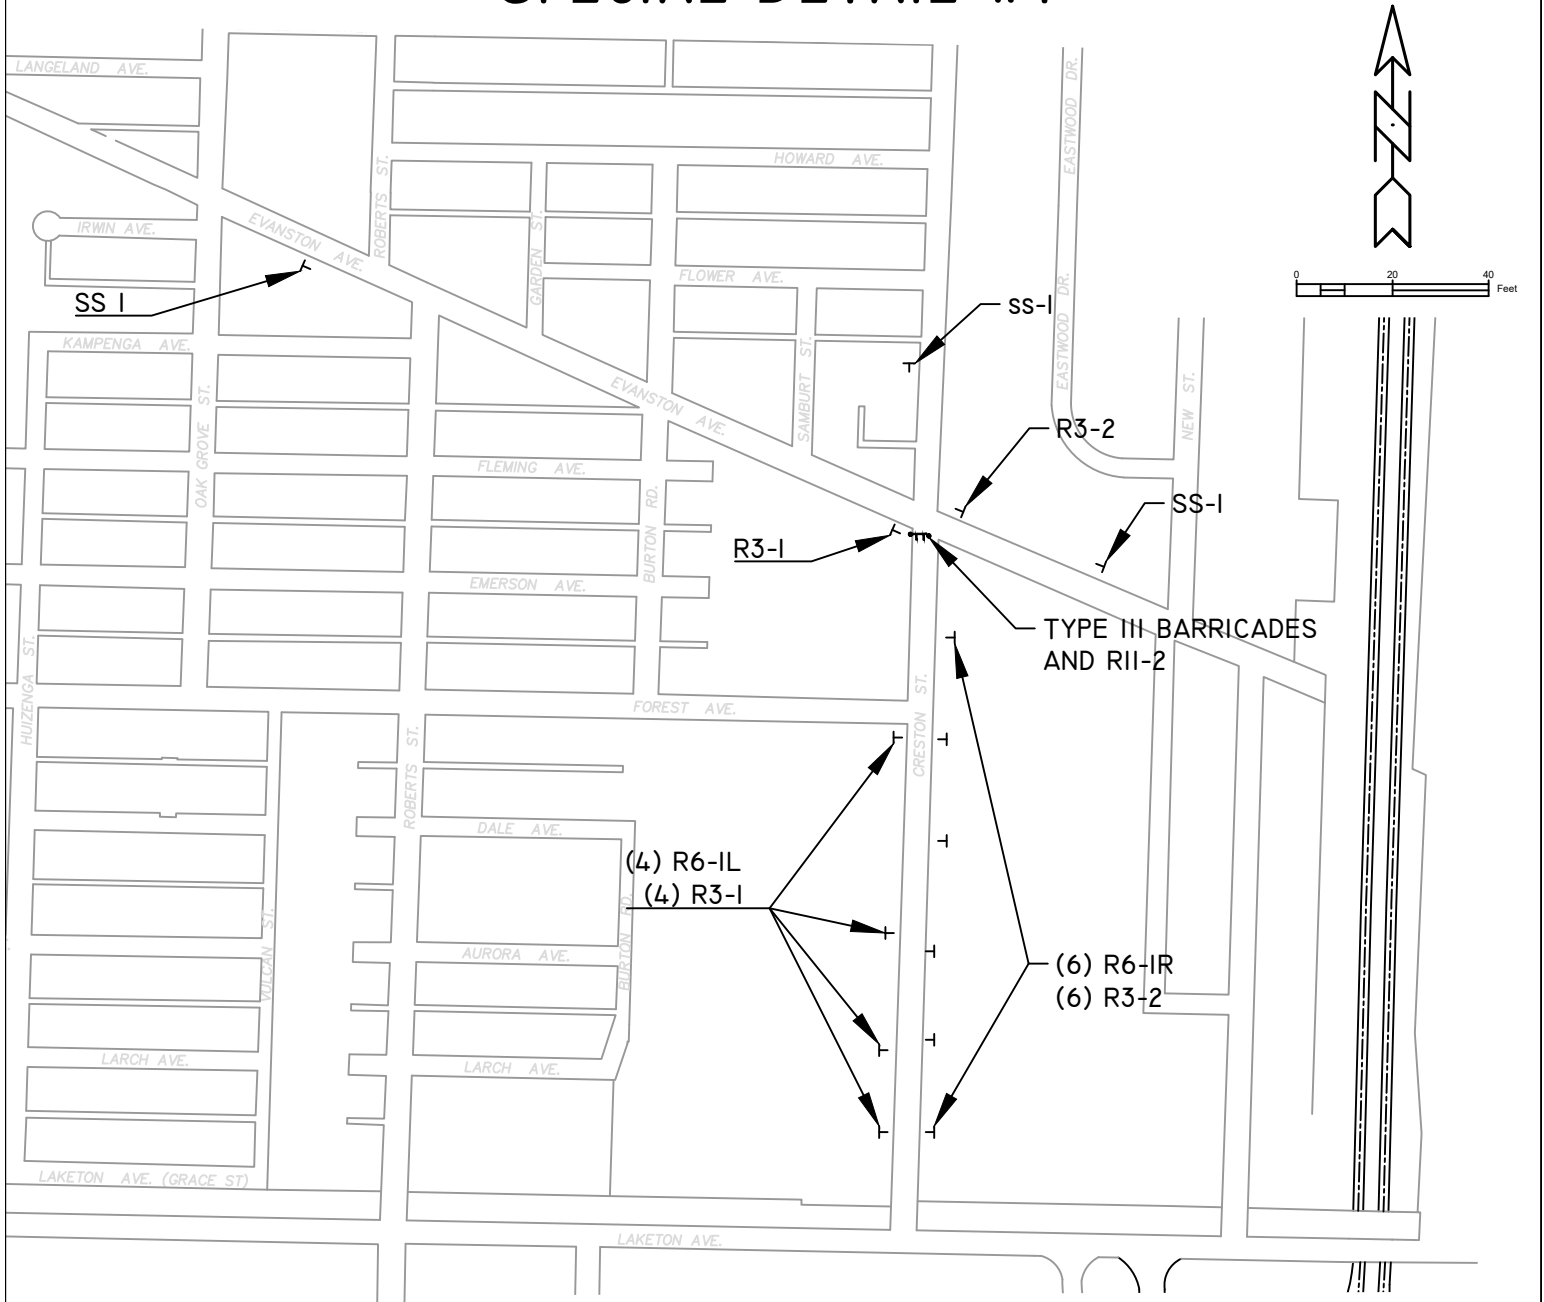 LANGELAND AVE.
EASTWOOD DR.
EASTWOOD DR.
HOWARD AVE.
ROBERTS ST.
IRWIN AVE.
EVANSTON AVE.
GARDEN ST.
FLOWER AVE.
0 20 40
Feet
SS I
SS-I
KAMPENGA AVE.
EASTWOOD DR.
SAMBURT ST.
EVANSTON AVE.
NEW ST.
OAK GROVE ST.
R3-2
FLEMING AVE.
BURTON RD.
SS-I
R3-I
EMERSON AVE.
TYPE III BARRICADES
AND RII-2
HUIZENGA ST.
FOREST AVE.
CRESTON ST.
ROBERTS ST.
DALE AVE.
(4) R6-IL
(4) R3-I
BURTON RD.
VULCAN ST.
AURORA AVE.
(6) R6-IR
(6) R3-2
LARCH AVE.
LARCH AVE.
LAKETON AVE. (GRACE ST)
LAKETON AVE.